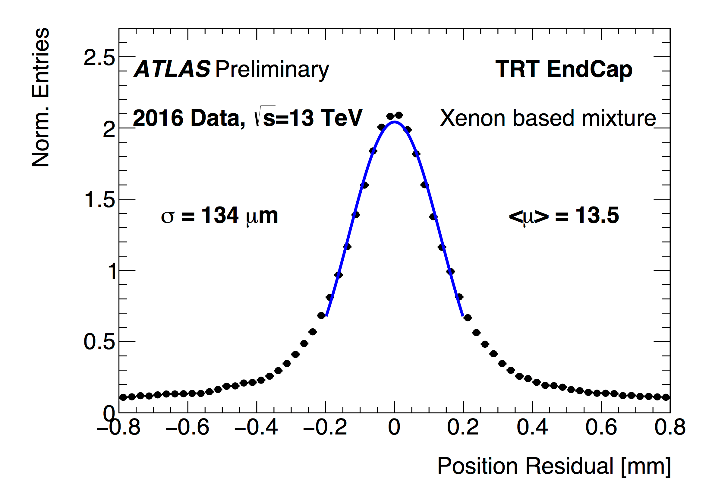 Norm. Entries
2.5
2
1.5
1
0.5
0
ATLAS Preliminary
TRT EndCap
2016 Data, √s=13 TeV
Xenon based mixture
σ = 134 μm
<μ> = 13.5
−0.8 −0.6 −0.4 −0.2 0 0.2 0.4 0.6 0.8
Position Residual [mm]